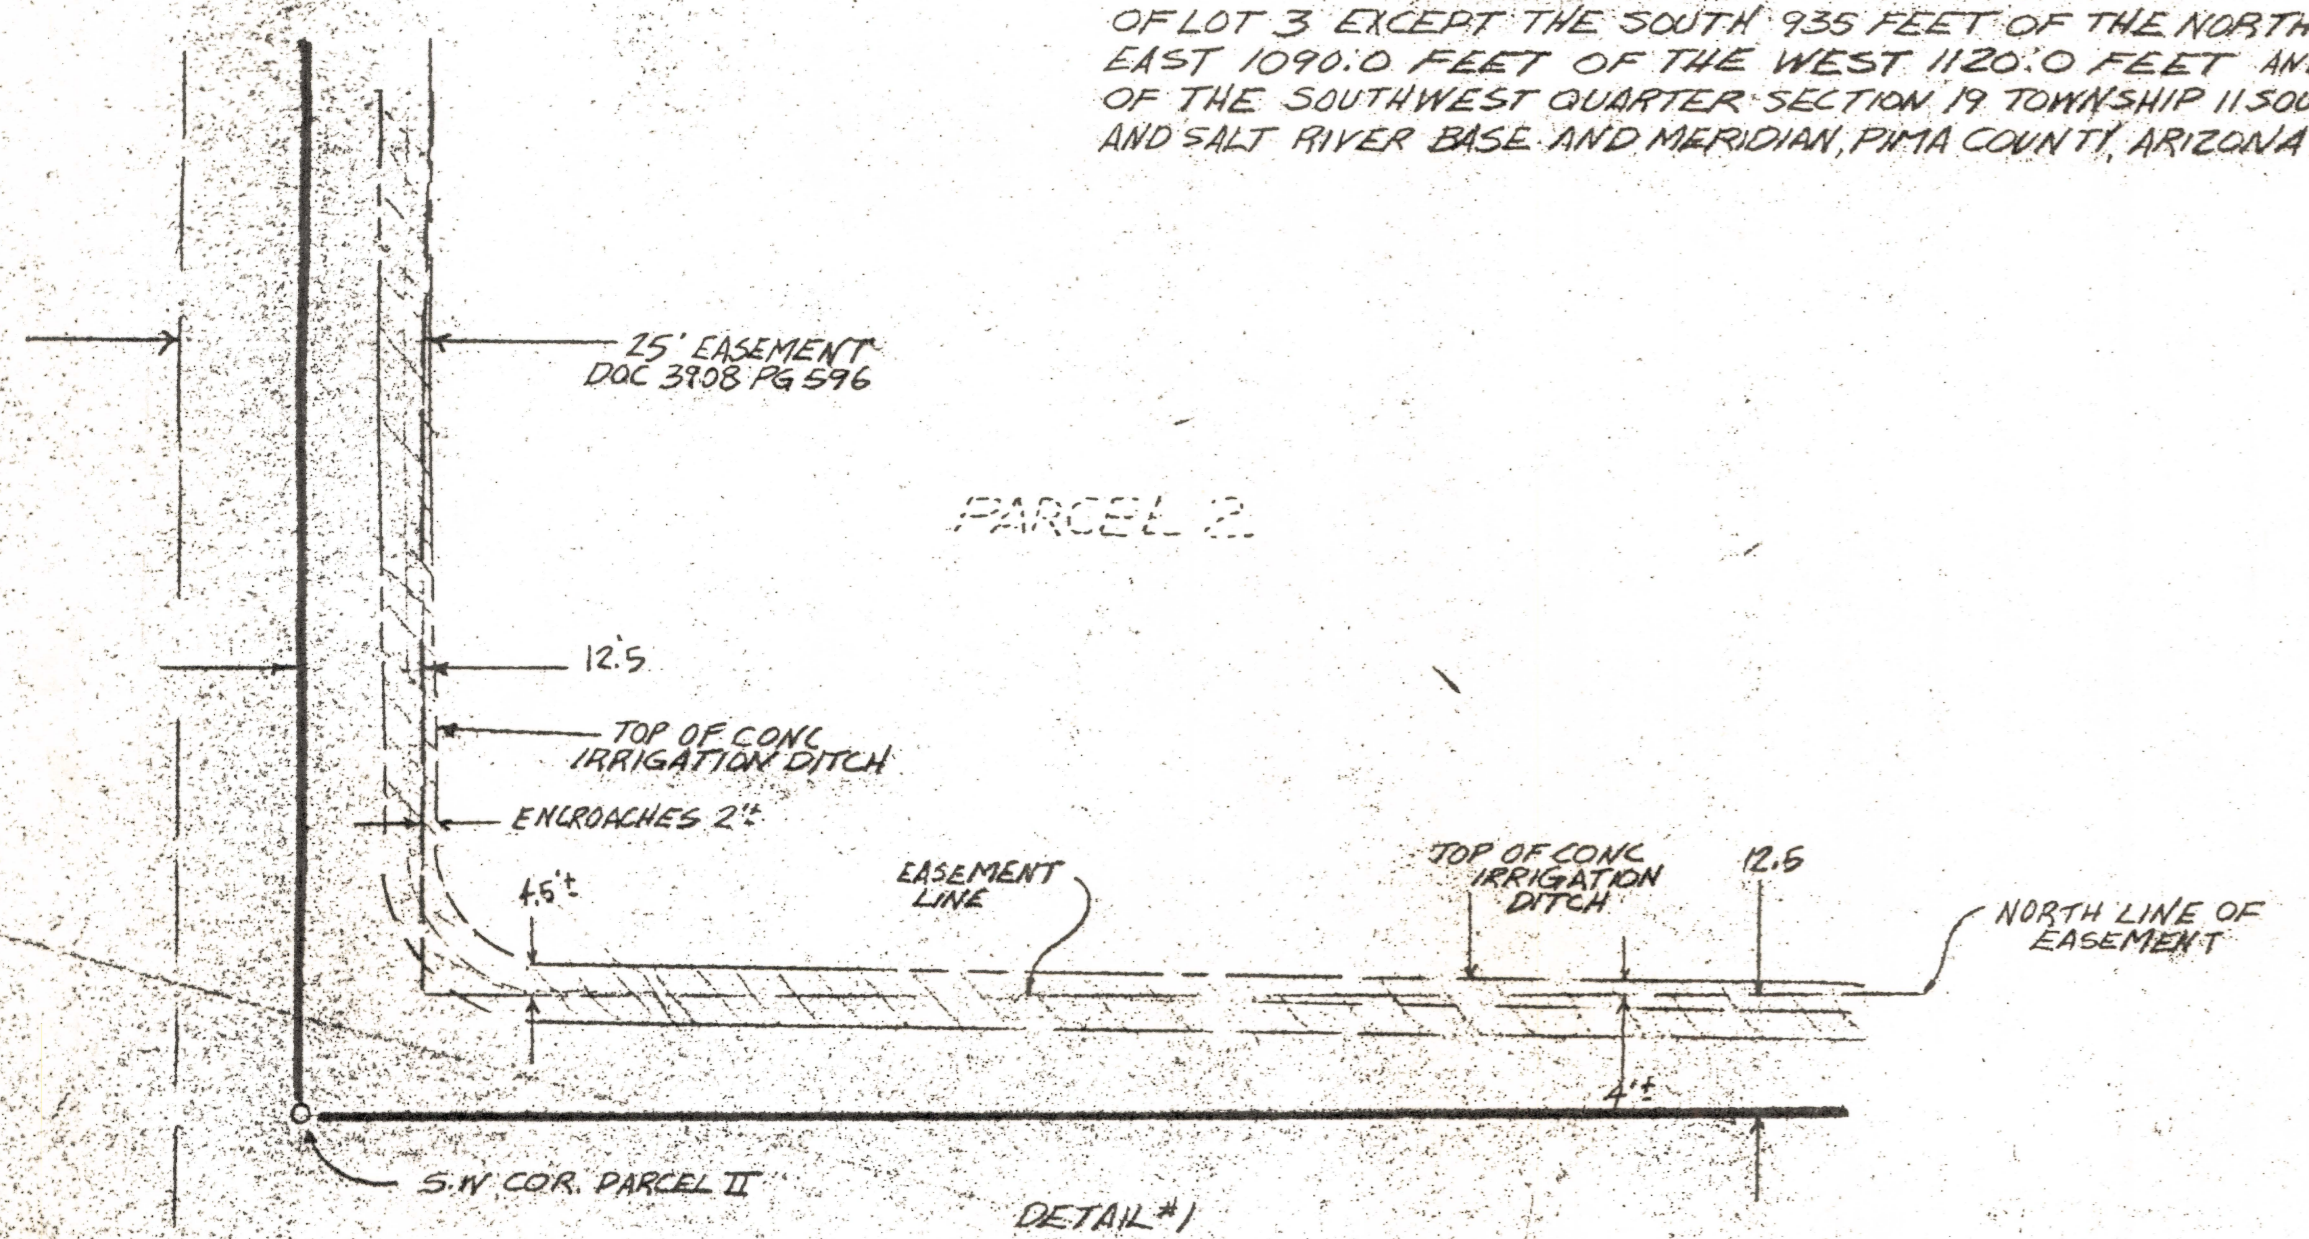 OF LOT 3 EXCEPT THE SOUTH 935 FEET OF THE NORTH
EAST 1090.0 FEET OF THE WEST 1120.0 FEET
OF THE SOUTHWEST QUARTER SECTION 19 TOWNSHIP 11
AND SALT RIVER BASE AND MERIDIAN, PIMA COUNTY, ARIZONA
25' EASEMENT
DOC 3908 PG 596
PARCEL 2
12.5
TOP OF CONC
IRRIGATION DITCH
ENCROACHES 2'±
4.5'±
EASEMENT
LINE
TOP OF CONC
IRRIGATION
DITCH
12.5
NORTH LINE OF
EASEMENT
4'±
S.W. COR. PARCEL II
DETAIL #1